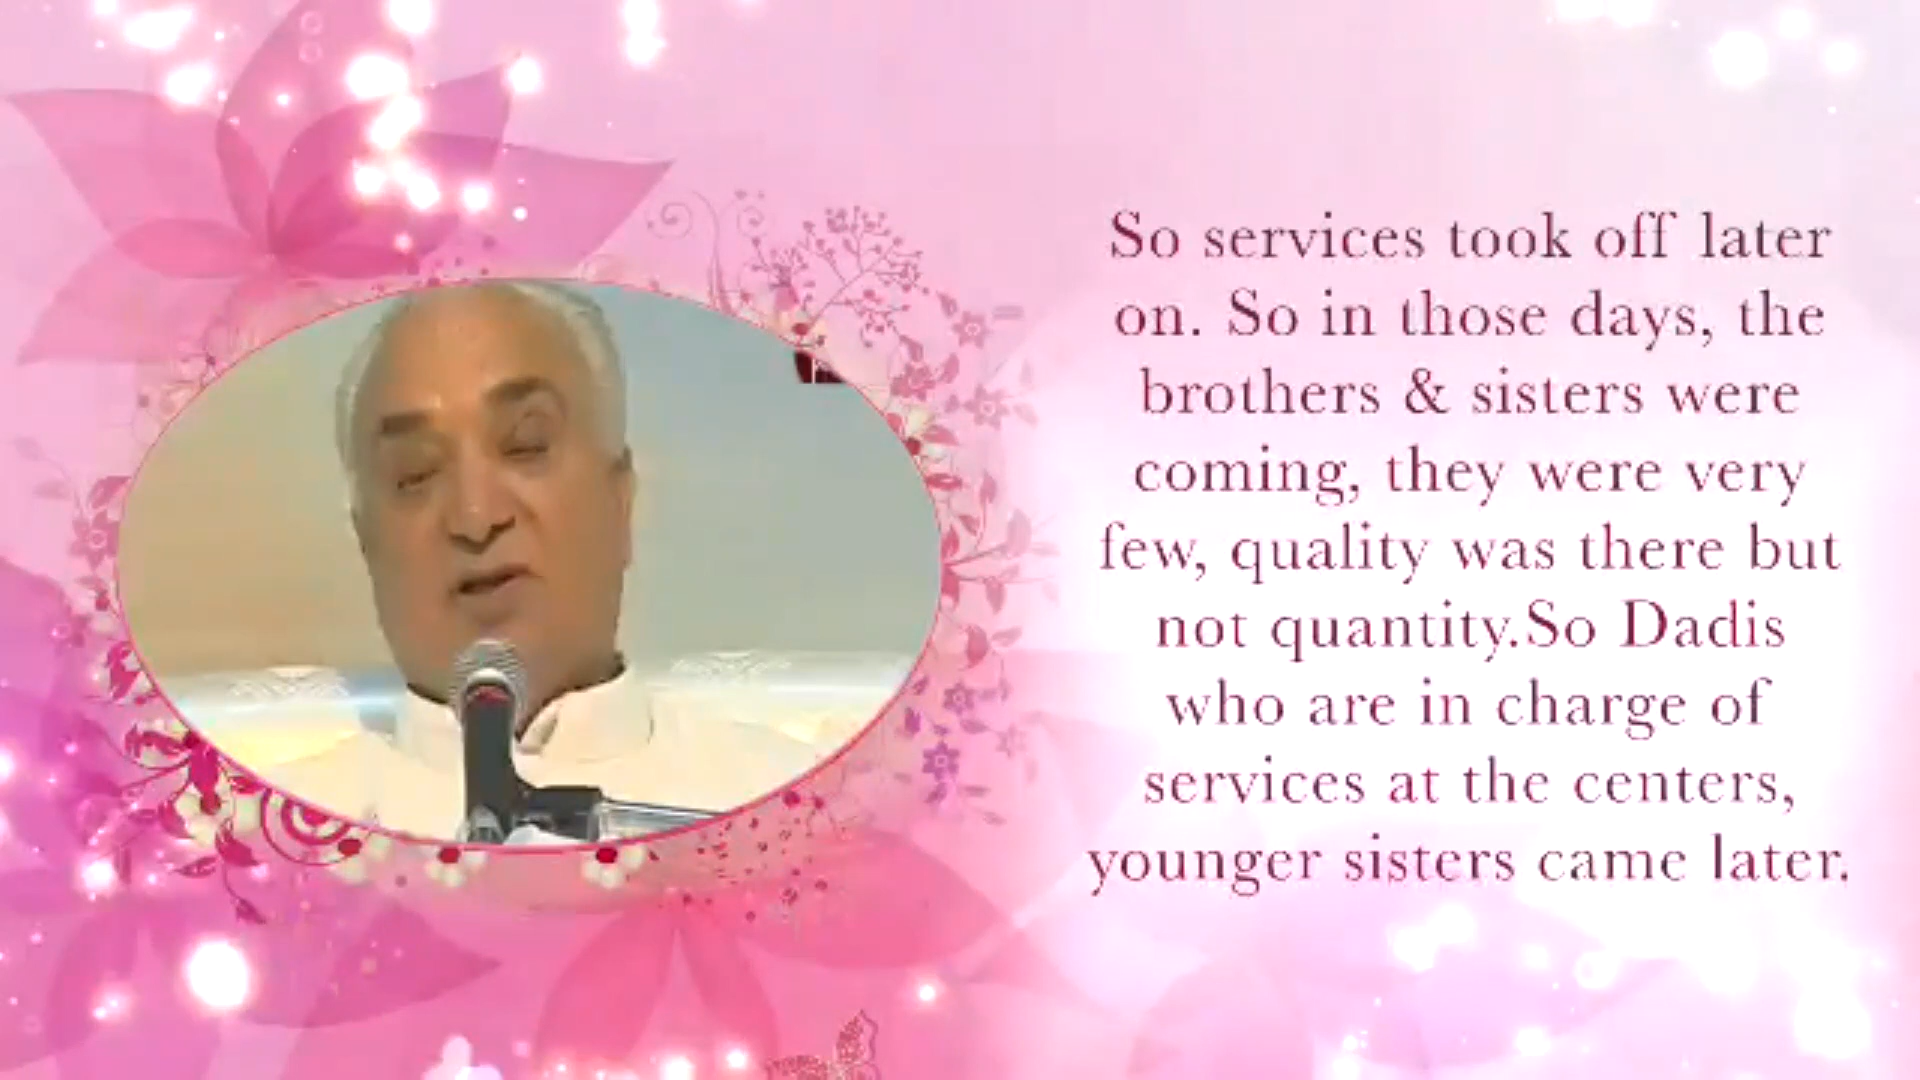 So services took off later
on. So in those days, the
brothers & sisters were
coming, they were very
few, quality was there but
not quantity.So Dadis
who are in charge of
services at the centers,
younger sisters came later.